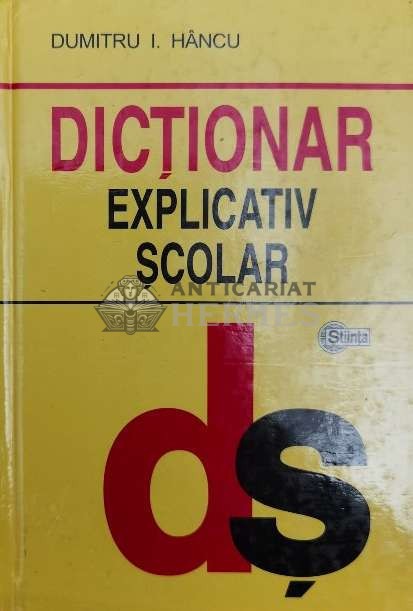 DUMITRU I. HÂNCU
DICȚIONAR
EXPLICATIV
ȘCOLAR
ANTICARIAT
HERMES
Știința
dș